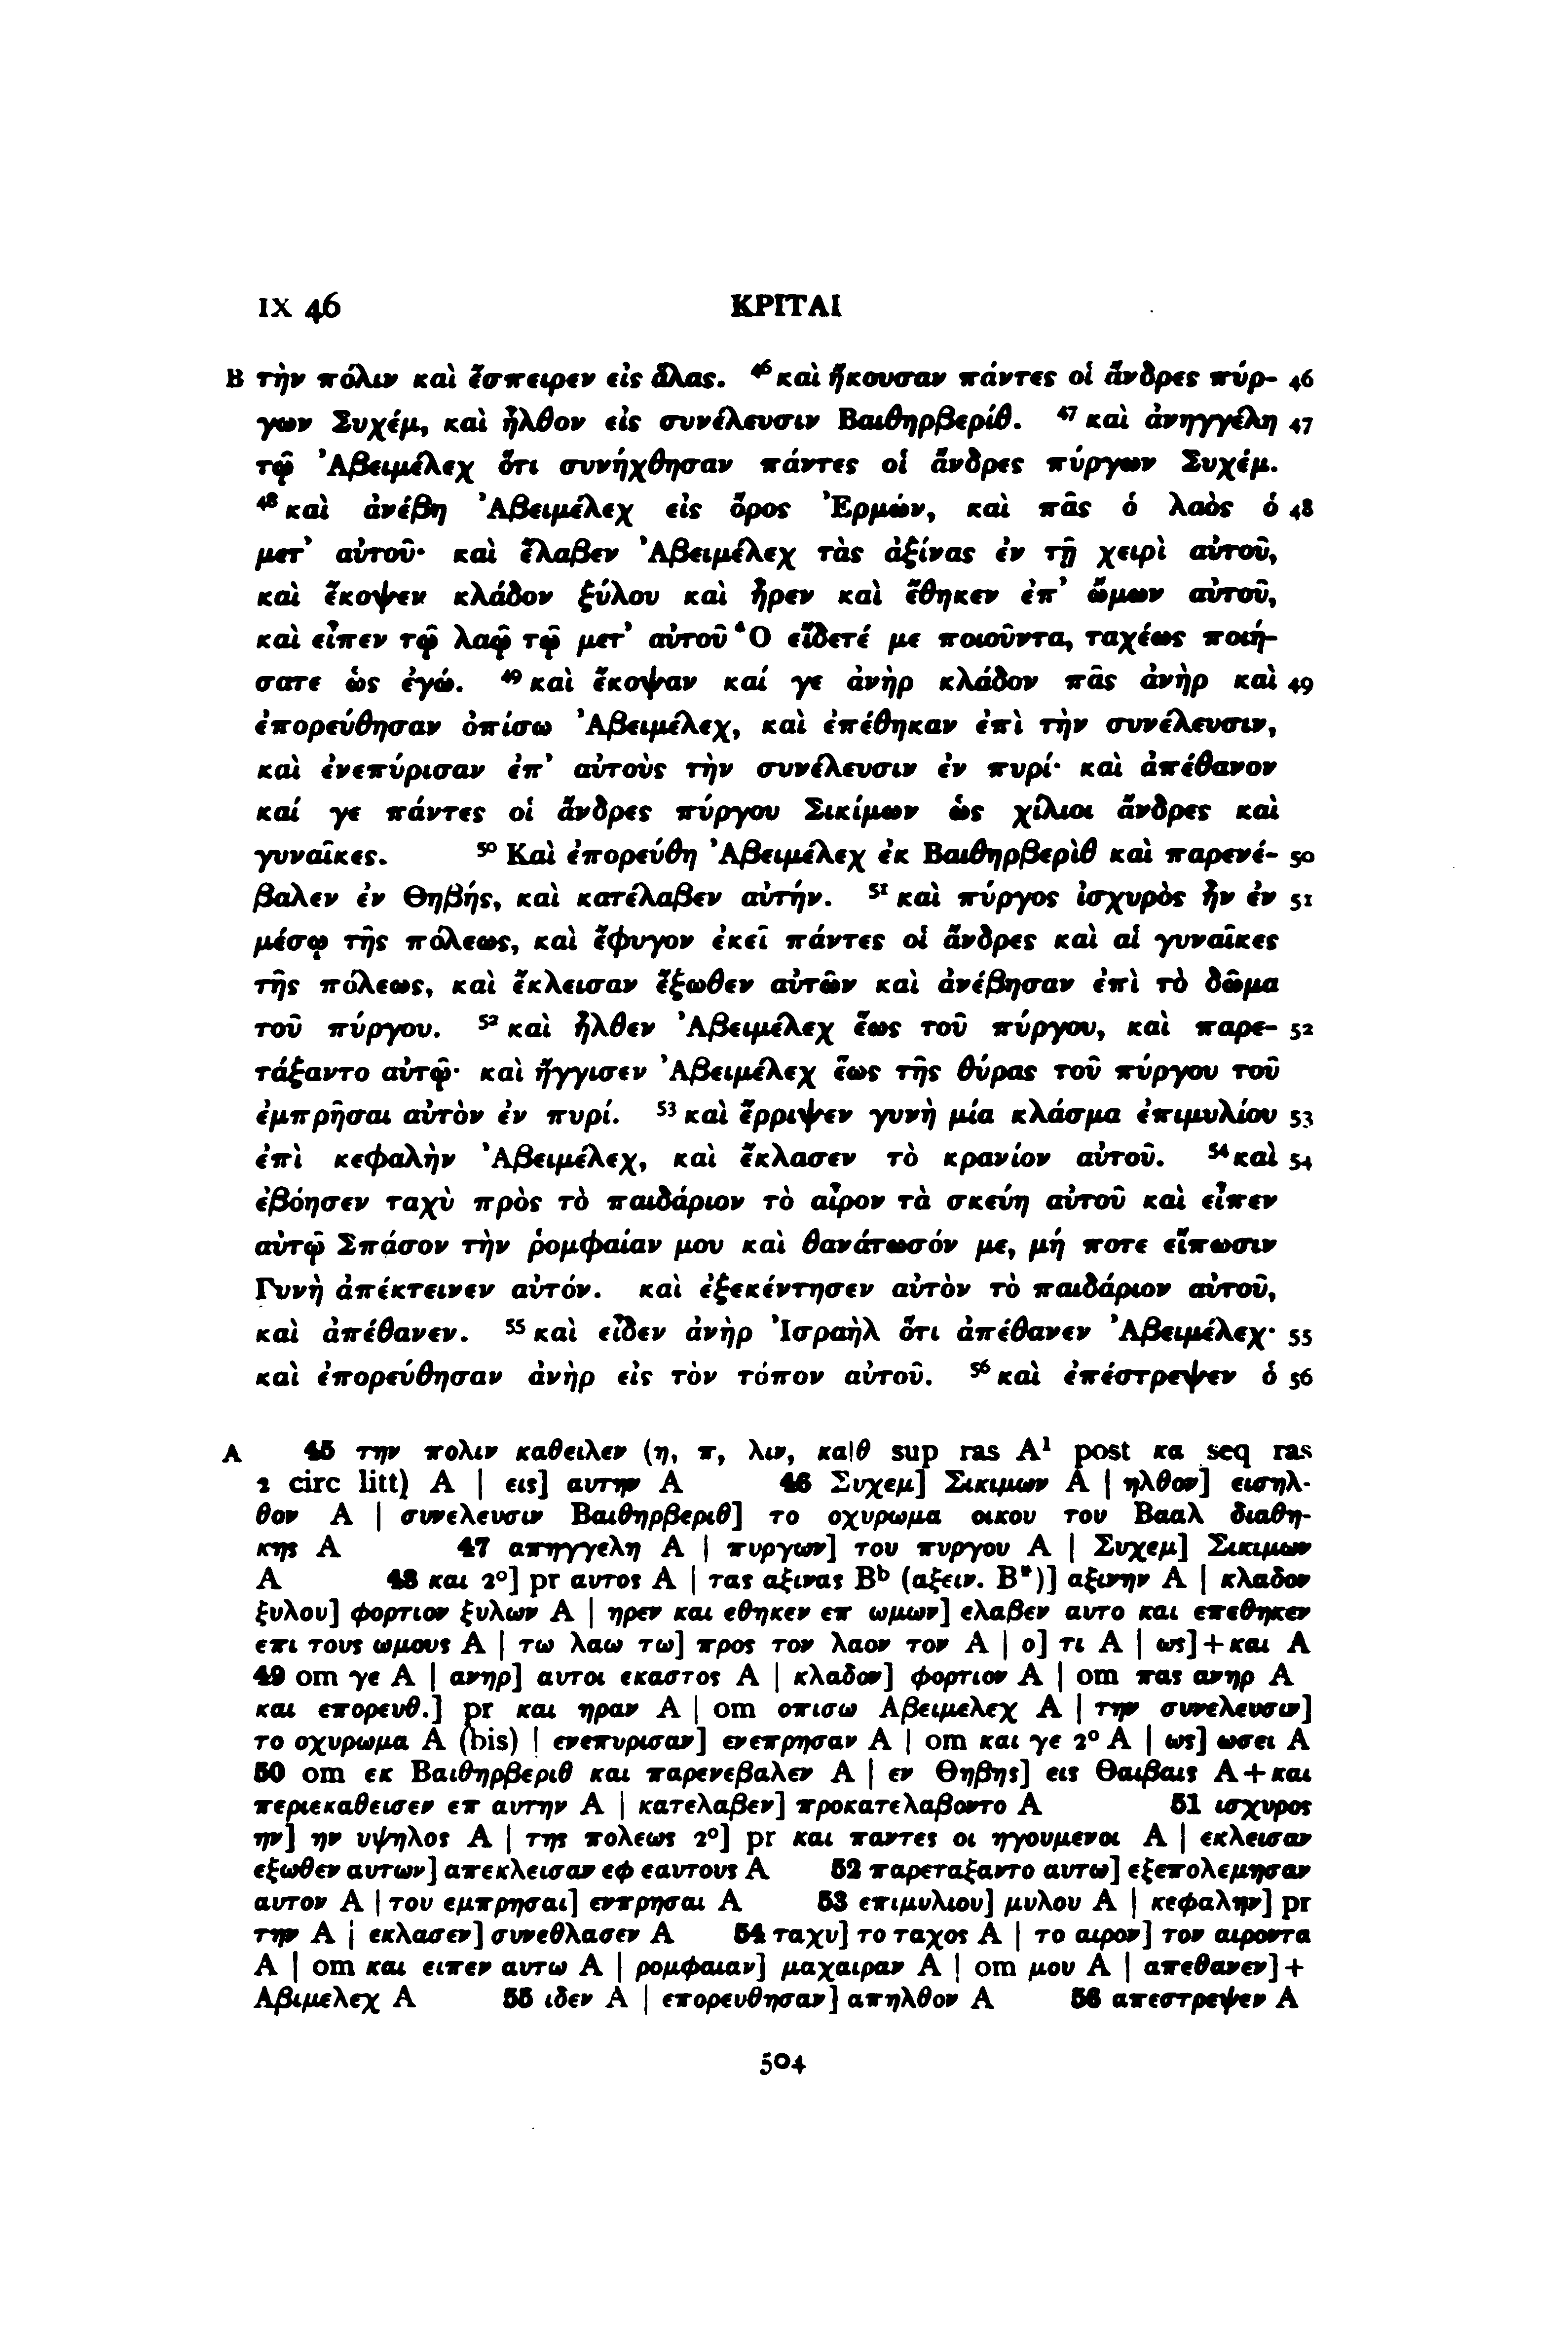 IX 46 ΚΡΙΤΑΙ
B τὴν πόλιν καὶ ἔσπειρεν εἰς ἅλας. ⁴⁶καὶ ἤκουσαν πάντες οἱ ἄνδρες πύρ- 46
γων Συχέμ, καὶ ἦλθον εἰς συνέλευσιν Βαιθηρβερίθ. ⁴⁷καὶ ἀνηγγέλη 47
τῷ Ἀβειμέλεχ ὅτι συνήχθησαν πάντες οἱ ἄνδρες πύργων Συχέμ.
⁴⁸καὶ ἀνέβη Ἀβειμέλεχ εἰς ὄρος Ἑρμών, καὶ πᾶς ὁ λαὸς ὁ 48
μετ’ αὐτοῦ· καὶ ἔλαβεν Ἀβειμέλεχ τὰς ἀξίνας ἐν τῇ χειρὶ αὐτοῦ,
καὶ ἔκοψεν κλάδον ξύλου καὶ ἦρεν καὶ ἔθηκεν ἐπ’ ὤμων αὐτοῦ,
καὶ εἶπεν τῷ λαῷ τῷ μετ’ αὐτοῦ Ὃ εἴδετέ με ποιοῦντα, ταχέως ποιή-
σατε ὡς ἐγώ. ⁴⁹καὶ ἔκοψαν καί γε ἀνὴρ κλάδον πᾶς ἀνὴρ καὶ 49
ἐπορεύθησαν ὀπίσω Ἀβειμέλεχ, καὶ ἐπέθηκαν ἐπὶ τὴν συνέλευσιν,
καὶ ἐνεπύρισαν ἐπ’ αὐτοὺς τὴν συνέλευσιν ἐν πυρί· καὶ ἀπέθανον
καί γε πάντες οἱ ἄνδρες πύργου Σικίμων ὡς χίλιοι ἄνδρες καὶ
γυναῖκες. ⁵⁰Καὶ ἐπορεύθη Ἀβειμέλεχ ἐκ Βαιθηρβερὶθ καὶ παρενέ- 50
βαλεν ἐν Θηβής, καὶ κατέλαβεν αὐτήν. ⁵¹καὶ πύργος ἰσχυρὸς ἦν ἐν 51
μέσῳ τῆς πόλεως, καὶ ἔφυγον ἐκεῖ πάντες οἱ ἄνδρες καὶ αἱ γυναῖκες
τῆς πόλεως, καὶ ἔκλεισαν ἔξωθεν αὐτῶν καὶ ἀνέβησαν ἐπὶ τὸ δῶμα
τοῦ πύργου. ⁵²καὶ ἦλθεν Ἀβειμέλεχ ἕως τοῦ πύργου, καὶ παρε- 52
τάξαντο αὐτῷ· καὶ ἤγγισεν Ἀβειμέλεχ ἕως τῆς θύρας τοῦ πύργου τοῦ
ἐμπρῆσαι αὐτὸν ἐν πυρί. ⁵³καὶ ἔρριψεν γυνὴ μία κλάσμα ἐπιμυλίου 53
ἐπὶ κεφαλὴν Ἀβειμέλεχ, καὶ ἔκλασεν τὸ κρανίον αὐτοῦ. ⁵⁴καὶ 54
ἐβόησεν ταχὺ πρὸς τὸ παιδάριον τὸ αἶρον τὰ σκεύη αὐτοῦ καὶ εἶπεν
αὐτῷ Σπάσον τὴν ῥομφαίαν μου καὶ θανάτωσόν με, μή ποτε εἴπωσιν
Γυνὴ ἀπέκτεινεν αὐτόν. καὶ ἐξεκέντησεν αὐτὸν τὸ παιδάριον αὐτοῦ,
καὶ ἀπέθανεν. ⁵⁵καὶ εἶδεν ἀνὴρ Ἰσραὴλ ὅτι ἀπέθανεν Ἀβειμέλεχ· 55
καὶ ἐπορεύθησαν ἀνὴρ εἰς τὸν τόπον αὐτοῦ. ⁵⁶καὶ ἐπέστρεψεν ὁ 56
A 45 την πολιν καθειλεν (η, π, λιν, κα|θ sup ras A¹ post κα seq ras
2 circ litt) A | εις] αυτην A 46 Συχεμ] Σικιμων A | ηλθον] εισηλ-
θον A | συνελευσιν Βαιθηρβεριθ] το οχυρωμα οικου του Βααλ διαθη-
κης A 47 απηγγελη A | πυργων] του πυργου A | Συχεμ] Σικιμων
A 48 και 2°] pr αυτος A | τας αξινας Bᵇ (αξειν. B*)] αξινην A | κλαδον
ξυλου] φορτιον ξυλων A | ηρεν και εθηκεν επ ωμων] ελαβεν αυτο και επεθηκεν
επι τους ωμους A | τω λαω τω] προς τον λαον τον A | ο] τι A | ως]+και A
49 om γε A | ανηρ] αυτοι εκαστος A | κλαδον] φορτιον A | om πας ανηρ A
και επορευθ.] pr και ηραν A | om οπισω Αβειμελεχ A | την συνελευσιν]
το οχυρωμα A (bis) | ενεπυρισαν] ενεπρησαν A | om και γε 2° A | ως] ωσει A
50 om εκ Βαιθηρβεριθ και παρενεβαλεν A | εν Θηβης] εις Θαιβαις A+και
περιεκαθεισεν επ αυτην A | κατελαβεν] προκατελαβοντο A 51 ισχυρος
ην] ην υψηλος A | της πολεως 2°] pr και παντες οι ηγουμενοι A | εκλεισαν
εξωθεν αυτων] απεκλεισαν εφ εαυτους A 52 παρεταξαντο αυτω] εξεπολεμησαν
αυτον A | του εμπρησαι] ενπρησαι A 53 επιμυλιου] μυλου A | κεφαλην] pr
την A | εκλασεν] συνεθλασεν A 54 ταχυ] το ταχος A | το αιρον] τον αιροντα
A | om και ειπεν αυτω A | ρομφαιαν] μαχαιραν A | om μου A | απεθανεν]+
Αβιμελεχ A 55 ιδεν A | επορευθησαν] απηλθον A 56 απεστρεψεν A
504